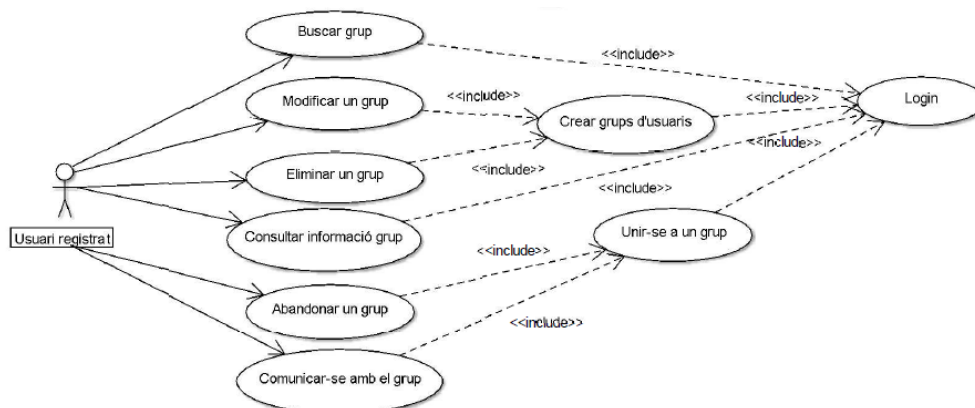 Buscar grup
<<include>>
Modificar un grup
<<include>>
Crear grups d'usuaris
<<include>>
Login
Eliminar un grup
<<include>>
<<include>>
Usuari registrat
Consultar informació grup
<<include>>
Unir-se a un grup
<<include>>
Abandonar un grup
<<include>>
Comunicar-se amb el grup